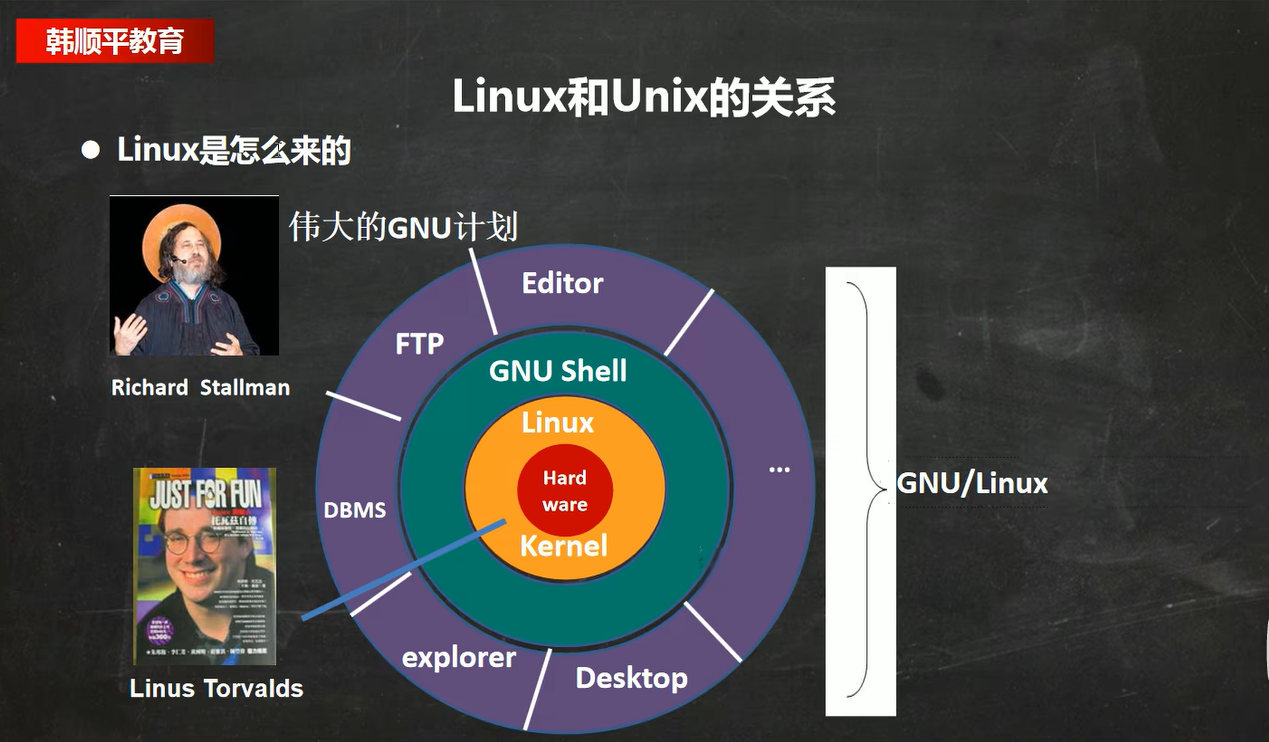 韩顺平教育
Linux和Unix的关系
Linux是怎么来的
伟大的GNU计划
Richard Stallman
Editor
FTP
GNU Shell
Linux
Hard
ware
Kernel
DBMS
...
explorer
Desktop
GNU/Linux
JUST FOR FUN
Linus Torvalds